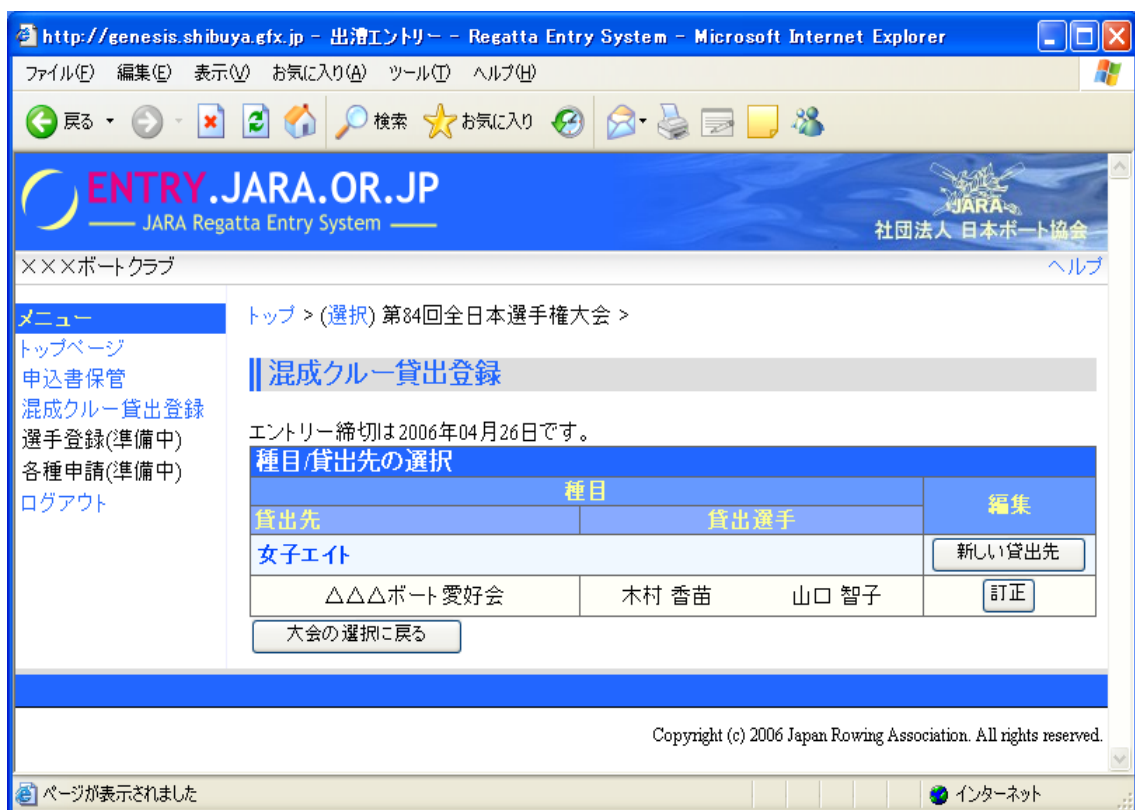 http://genesis.shibuya.gfx.jp - 出漕エントリー - Regatta Entry System - Microsoft Internet Explorer
ファイル(F) 編集(E) 表示(V) お気に入り(A) ツール(T) ヘルプ(H)
戻る 検索 お気に入り
ENTRY.JARA.OR.JP
JARA Regatta Entry System
JARA
社団法人 日本ボート協会
×××ボートクラブ ヘルプ
メニュー
トップページ
申込書保管
混成クルー貸出登録
選手登録(準備中)
各種申請(準備中)
ログアウト
トップ > (選択) 第84回全日本選手権大会 >
混成クルー貸出登録
エントリー締切は2006年04月26日です。
種目/貸出先の選択
種目 編集
貸出先 貸出選手
女子エイト 新しい貸出先
△△△ボート愛好会 木村 香苗 山口 智子 訂正
大会の選択に戻る
Copyright (c) 2006 Japan Rowing Association. All rights reserved.
ページが表示されました インターネット